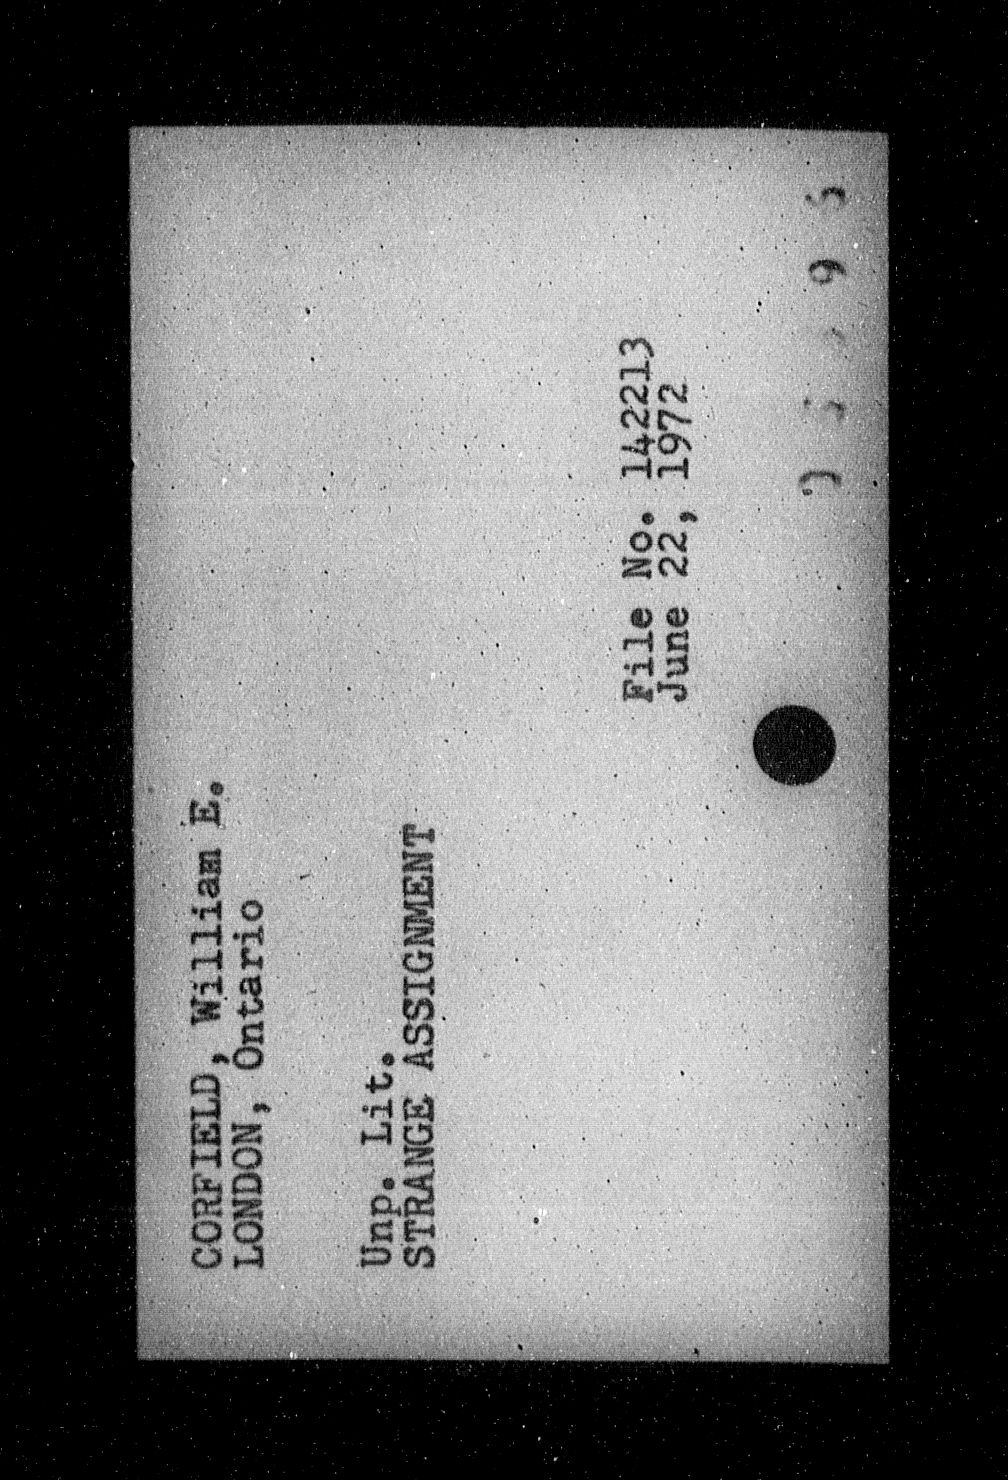 CORFIELD, William E.
LONDON, Ontario
Unp. Lit.
STRANGE ASSIGNMENT
File No. 142213
June 22, 1972